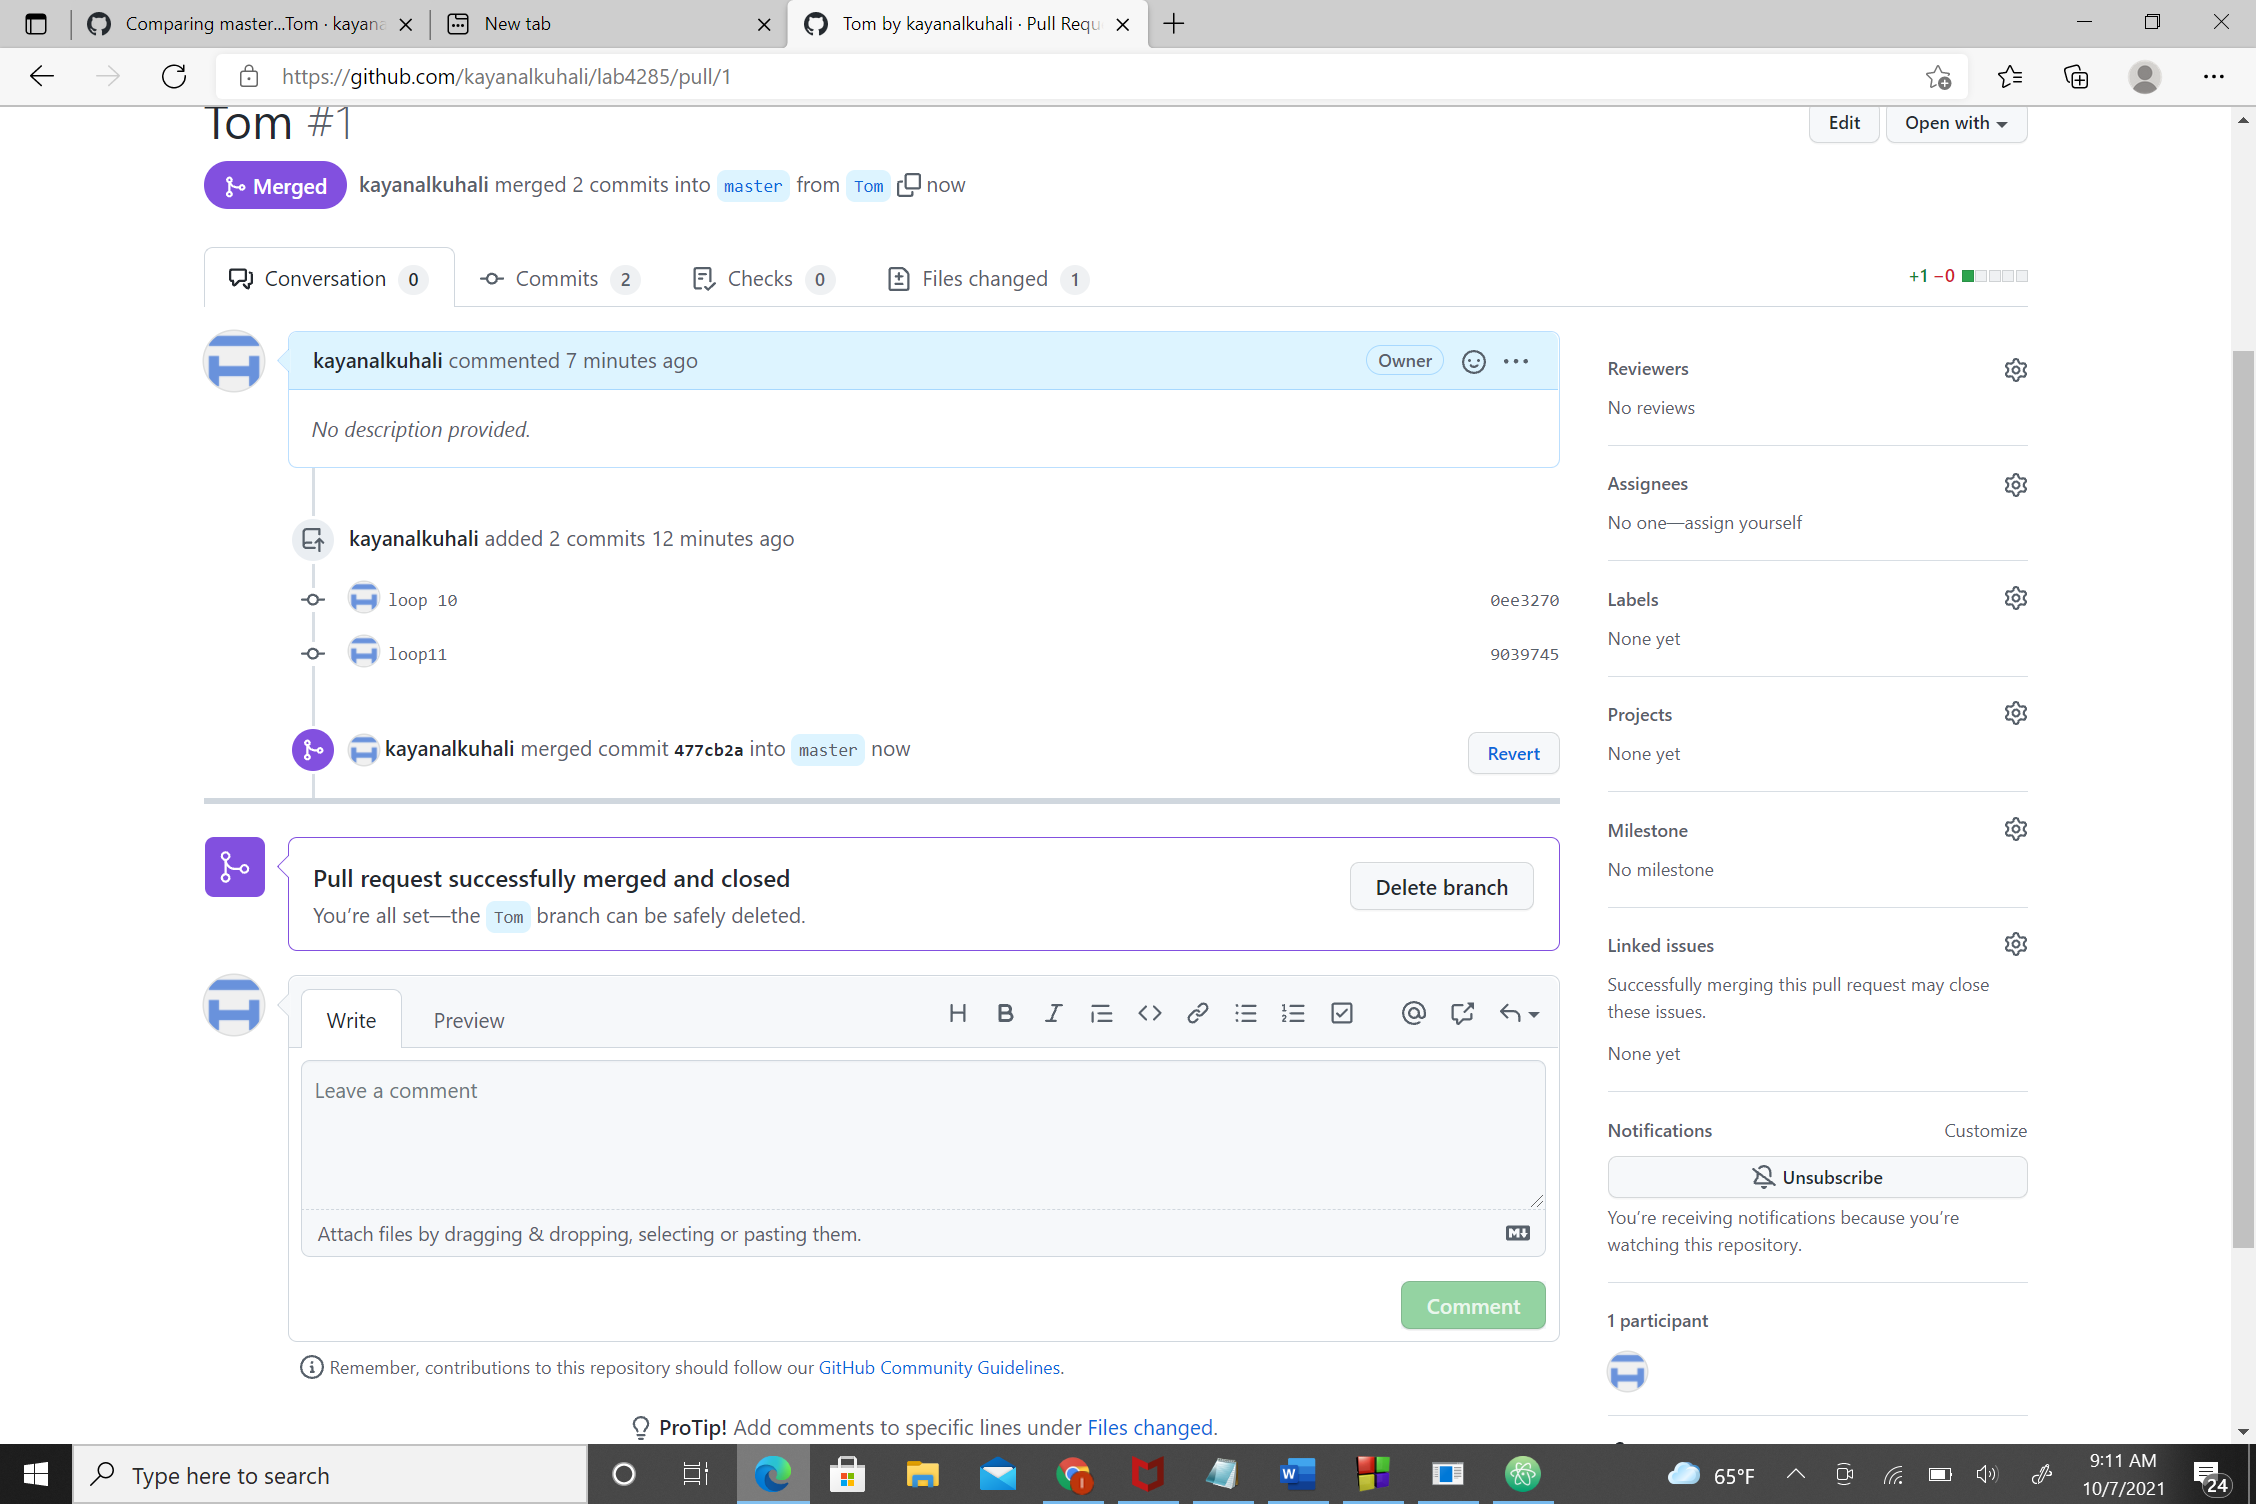 Comparing master...Tom · kayana
New tab
Tom by kayanalkuhali · Pull Requ
https://github.com/kayanalkuhali/lab4285/pull/1
Tom #1
Edit
Open with
Merged
kayanalkuhali merged 2 commits into master from Tom now
Conversation 0
Commits 2
Checks 0
Files changed 1
+1 −0
kayanalkuhali commented 7 minutes ago
Owner
No description provided.
kayanalkuhali added 2 commits 12 minutes ago
loop 10
0ee3270
loop11
9039745
kayanalkuhali merged commit 477cb2a into master now
Revert
Pull request successfully merged and closed
You’re all set—the Tom branch can be safely deleted.
Delete branch
Write
Preview
Leave a comment
Attach files by dragging & dropping, selecting or pasting them.
Comment
Remember, contributions to this repository should follow our GitHub Community Guidelines.
ProTip! Add comments to specific lines under Files changed.
Reviewers
No reviews
Assignees
No one—assign yourself
Labels
None yet
Projects
None yet
Milestone
No milestone
Linked issues
Successfully merging this pull request may close
these issues.
None yet
Notifications
Customize
Unsubscribe
You’re receiving notifications because you’re
watching this repository.
1 participant
Type here to search
65°F
9:11 AM
10/7/2021
24